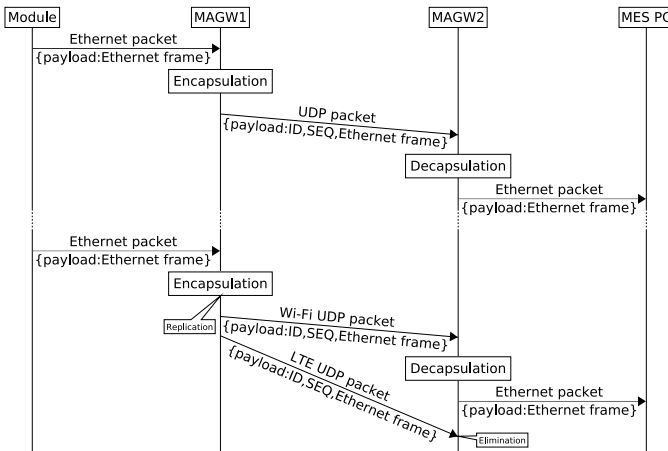 Module
MAGW1
MAGW2
MES PC
Ethernet packet
{payload:Ethernet frame}
Encapsulation
UDP packet
{payload:ID,SEQ,Ethernet frame}
Decapsulation
Ethernet packet
{payload:Ethernet frame}
Ethernet packet
{payload:Ethernet frame}
Encapsulation
Replication
Wi-Fi UDP packet
{payload:ID,SEQ,Ethernet frame}
LTE UDP packet
{payload:ID,SEQ,Ethernet frame}
Decapsulation
Ethernet packet
{payload:Ethernet frame}
Elimination